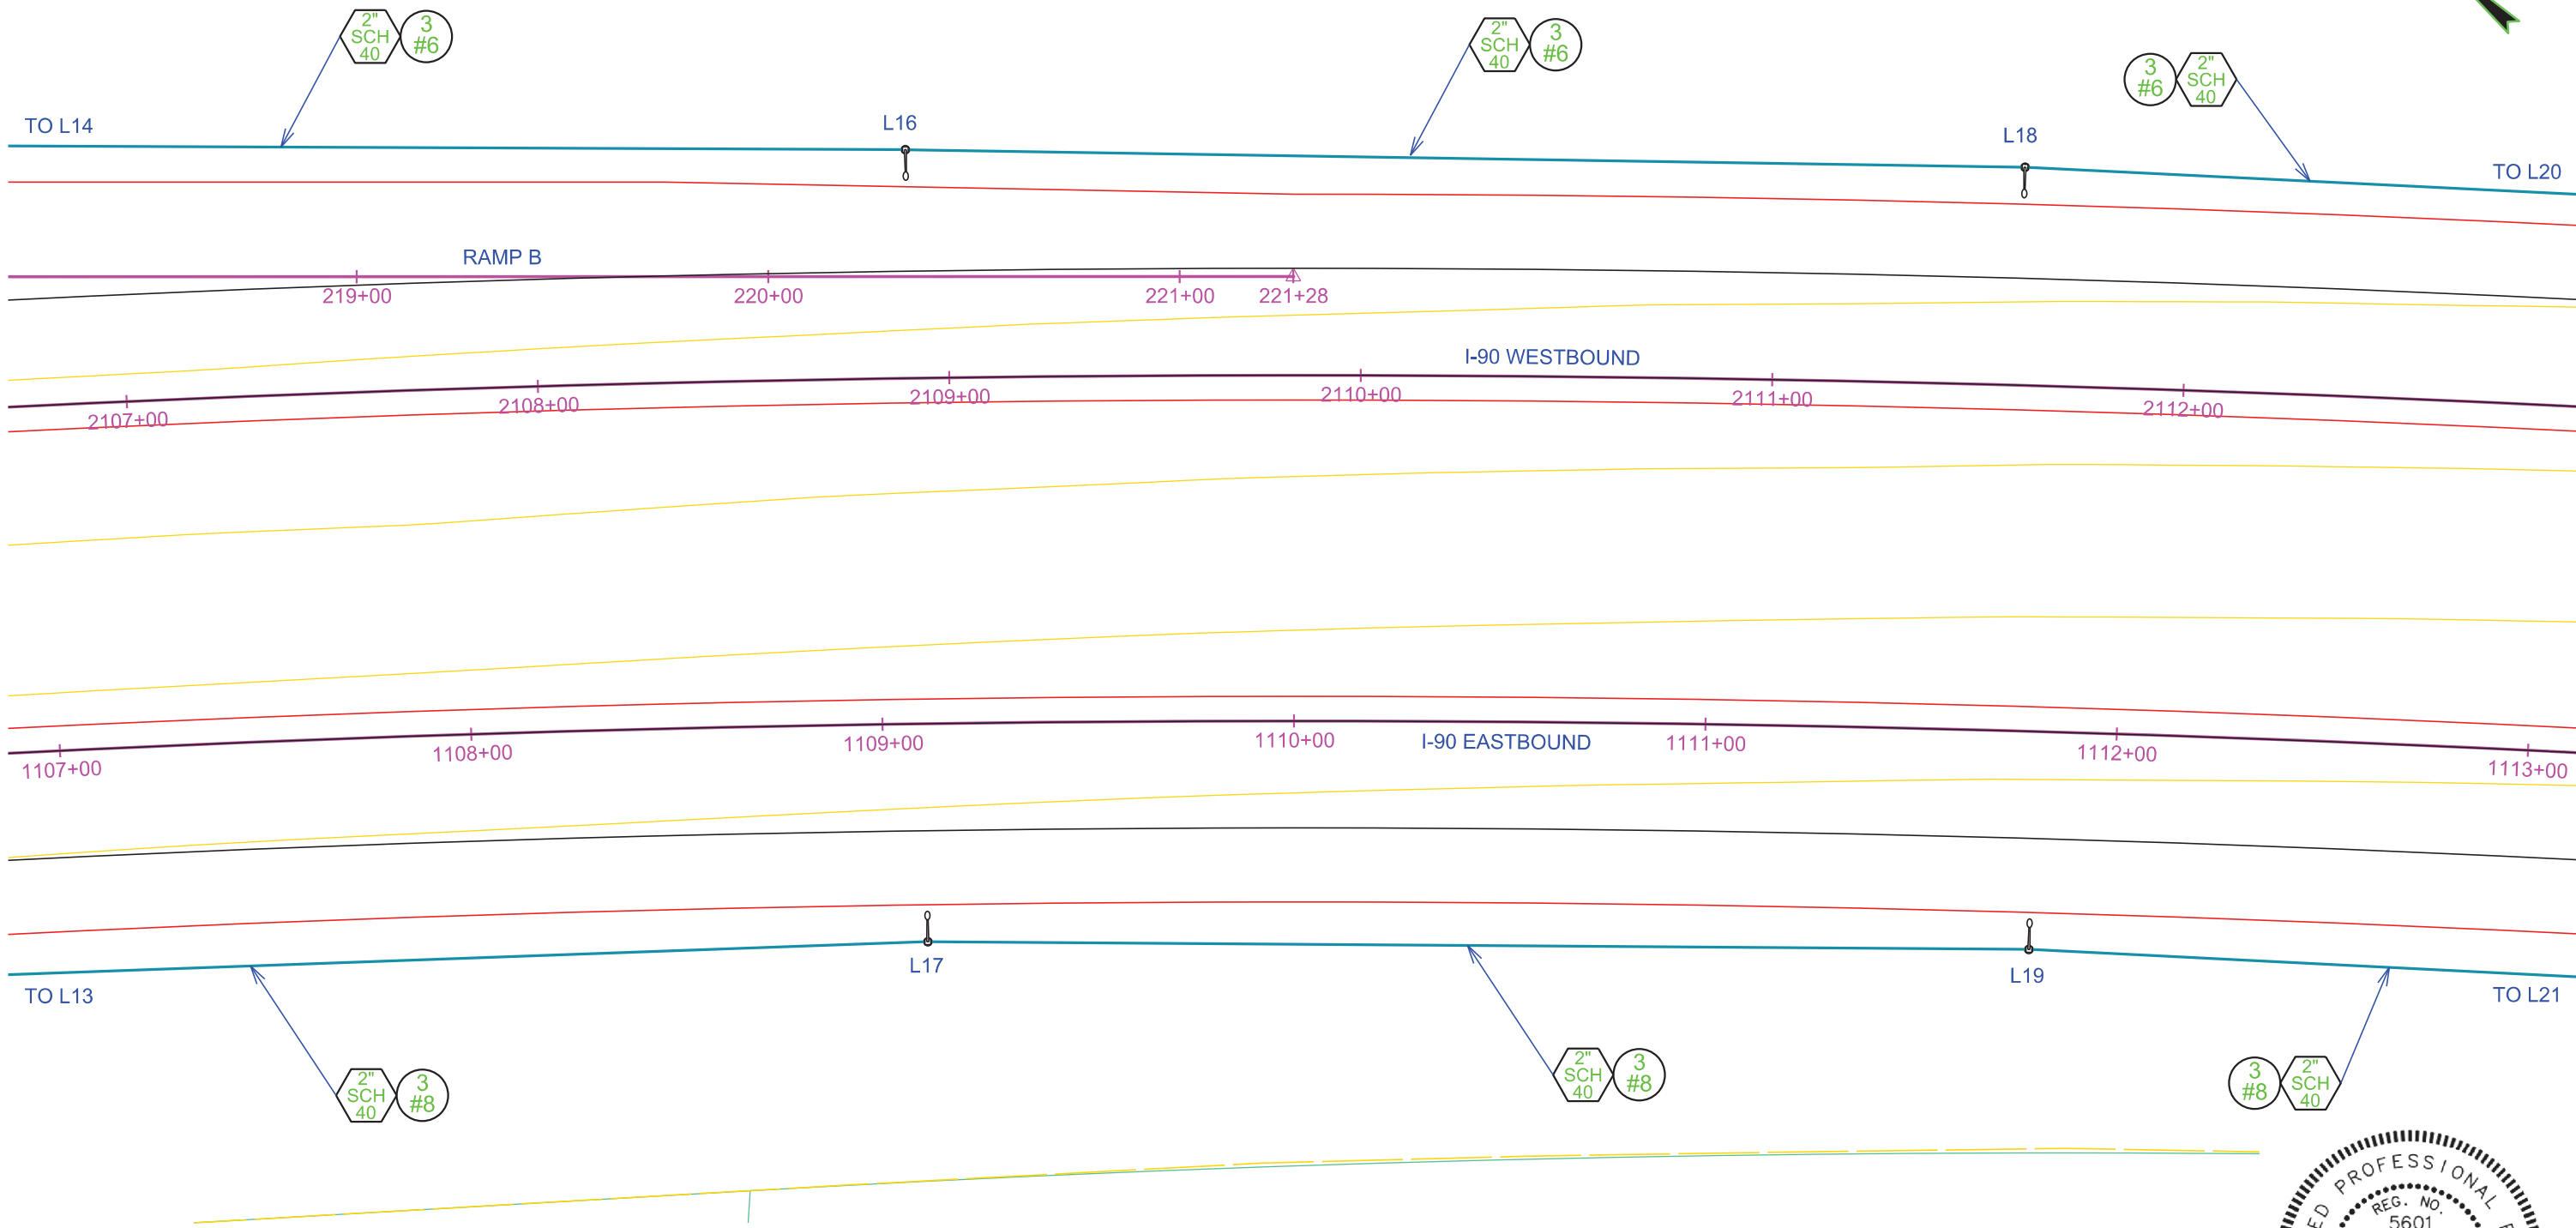 2"
SCH
40
3
#6
2"
SCH
40
3
#6
3
#6
2"
SCH
40
TO L14
L16
L18
TO L20
RAMP B
219+00
220+00
221+00
221+28
I-90 WESTBOUND
2107+00
2108+00
2109+00
2110+00
2111+00
2112+00
1107+00
1108+00
1109+00
1110+00
I-90 EASTBOUND
1111+00
1112+00
1113+00
L17
L19
TO L13
TO L21
2"
SCH
40
3
#8
2"
SCH
40
3
#8
3
#8
2"
SCH
40
PROFESSIONAL
REG. NO.
5601